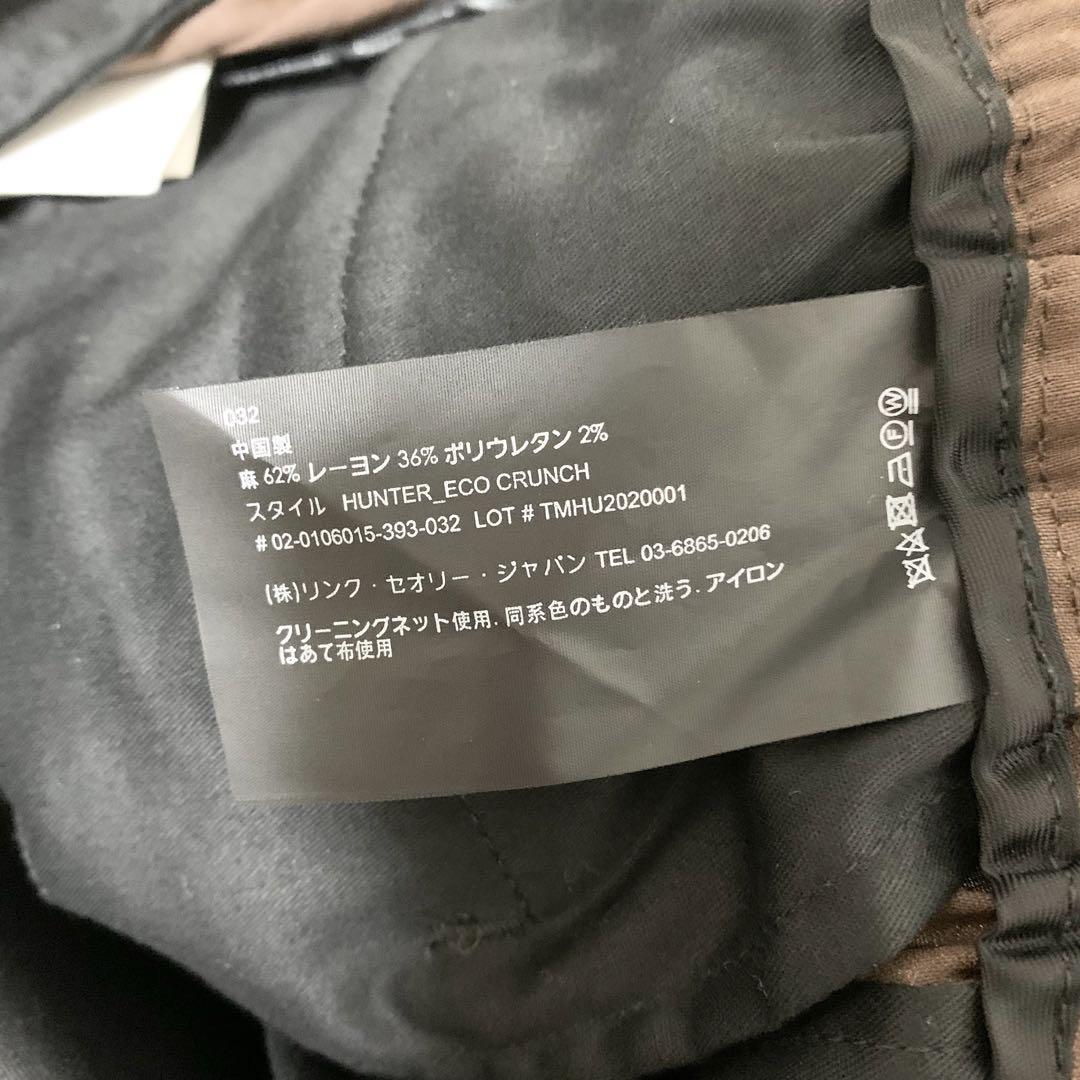 032
中国製
麻 62% レーヨン 36% ポリウレタン 2%
スタイル HUNTER_ECO CRUNCH
# 02-0106015-393-032 LOT # TMHU2020001
(株)リンク・セオリー・ジャパン TEL 03-6865-0206
クリーニングネット使用. 同系色のものと洗う. アイロン
はあて布使用
W
F